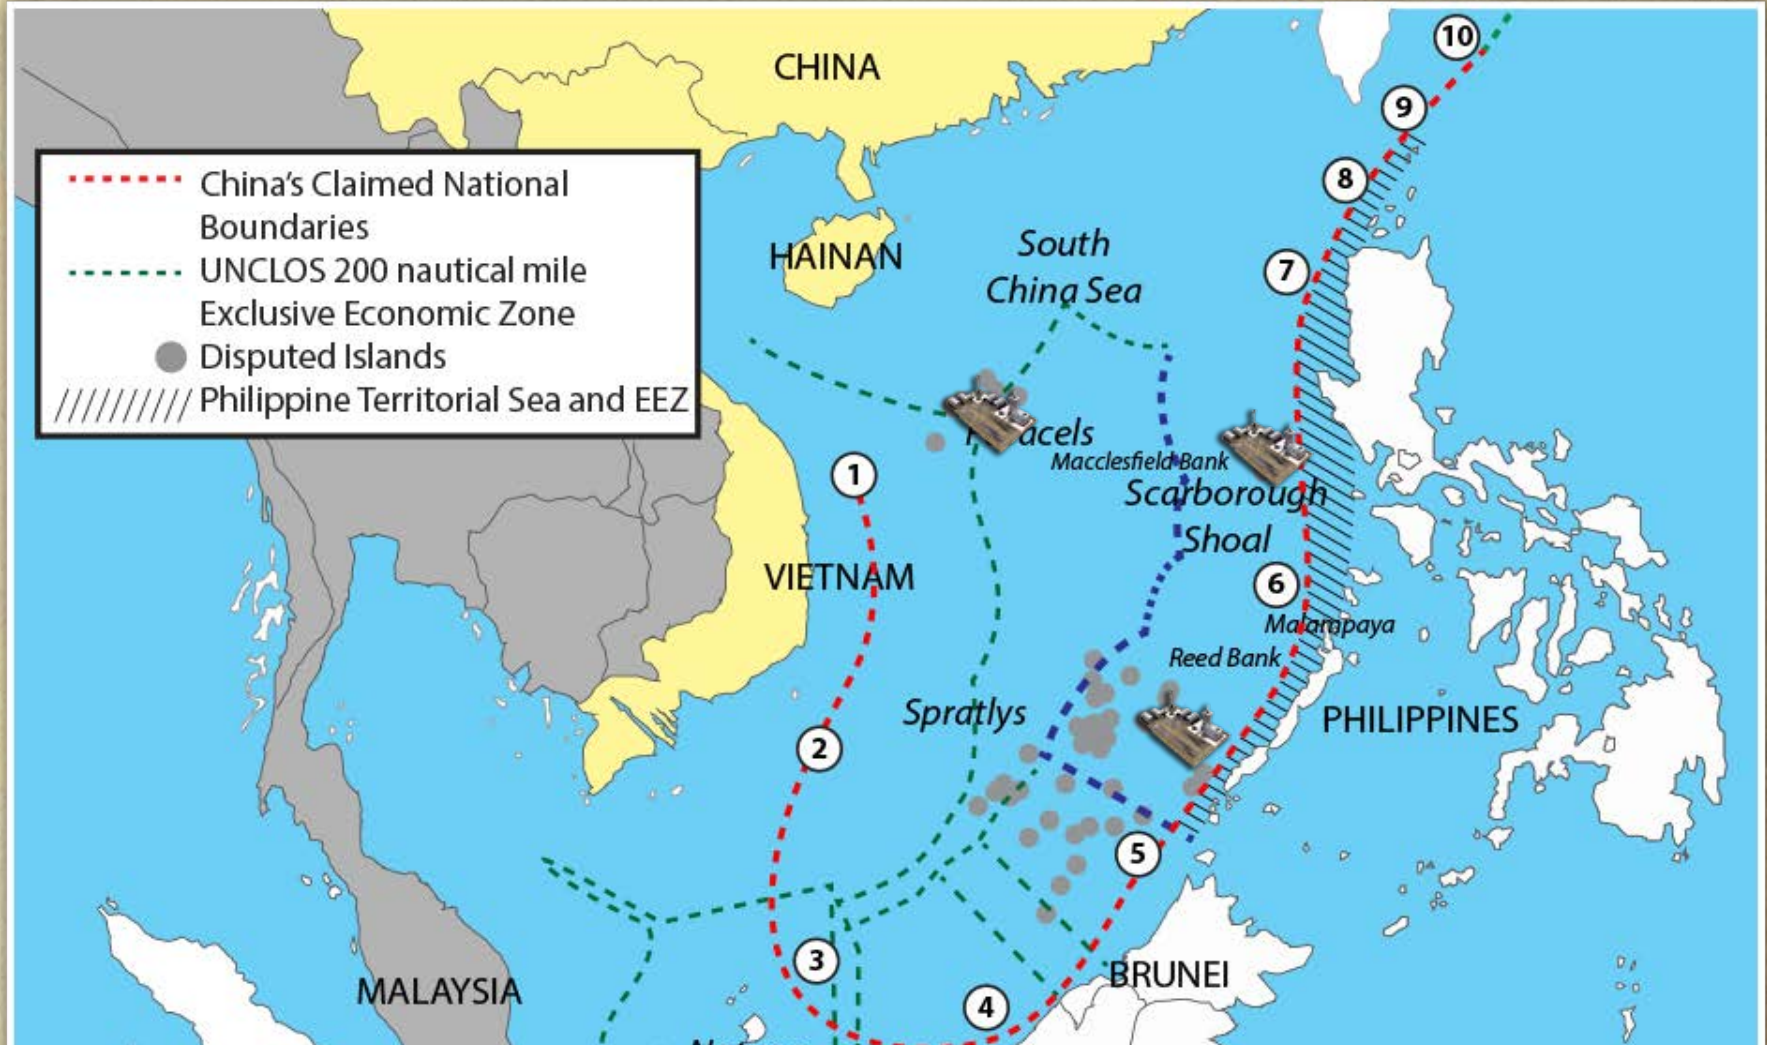 10
CHINA
9
China's Claimed National
Boundaries
UNCLOS 200 nautical mile
Exclusive Economic Zone
Disputed Islands
Philippine Territorial Sea and EEZ
8
HAINAN
South
China Sea
7
1
Macclesfield Bank
Scarborough
Shoal
VIETNAM
6
Malampaya
Reed Bank
Spratlys
PHILIPPINES
2
5
3
BRUNEI
MALAYSIA
4